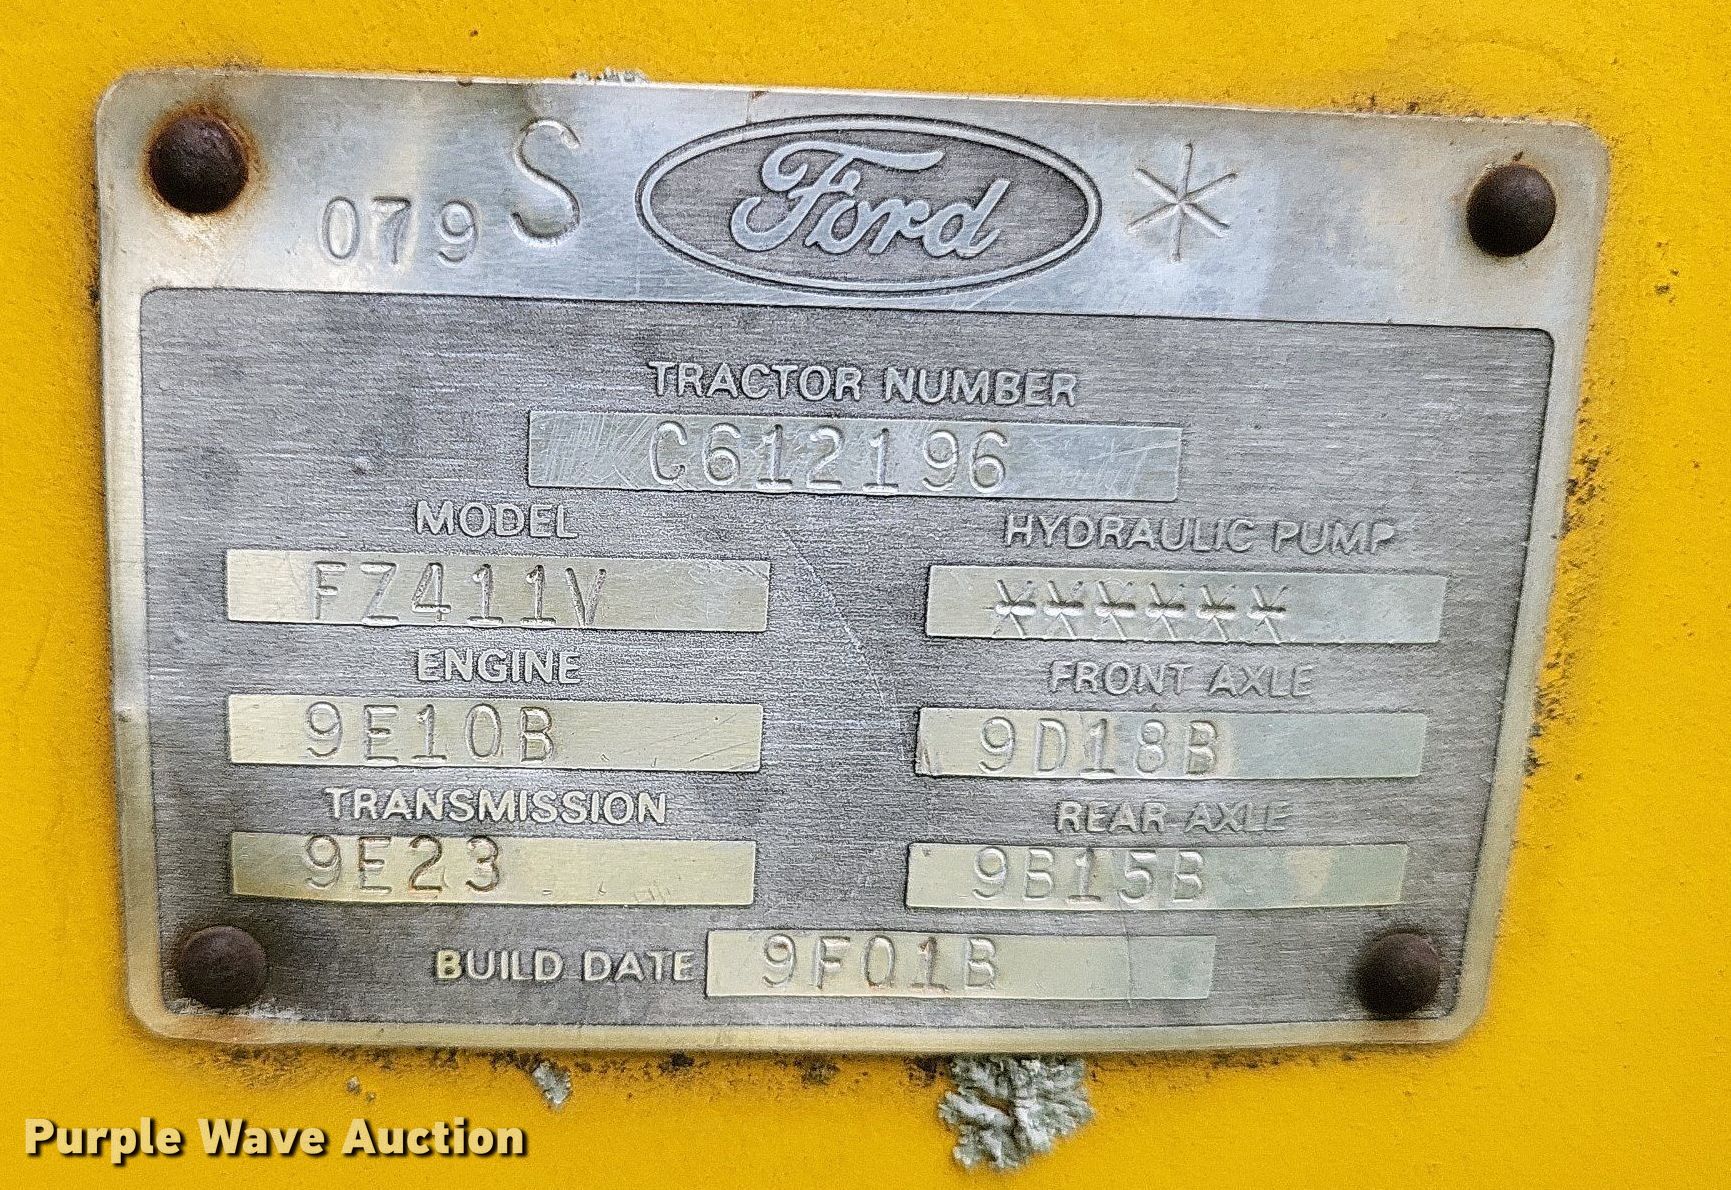 079 S Ford *
TRACTOR NUMBER
C612196
MODEL
FZ411V
HYDRAULIC PUMP
******
ENGINE
9E10B
FRONT AXLE
9D18B
TRANSMISSION
9E23
REAR AXLE
9B15B
BUILD DATE 9F01B
Purple Wave Auction